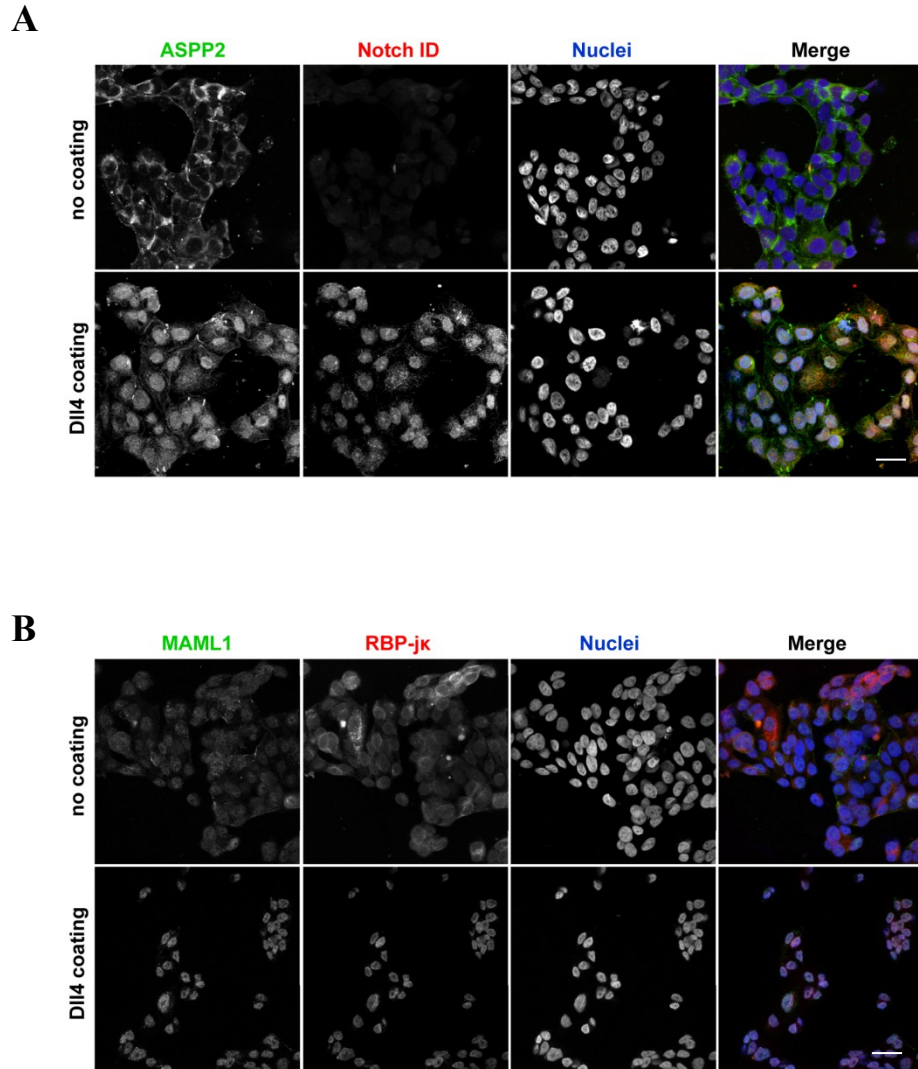 A
ASPP2 Notch ID Nuclei Merge
no coating
Dll4 coating
B
MAML1 RBP-jκ Nuclei Merge
no coating
Dll4 coating